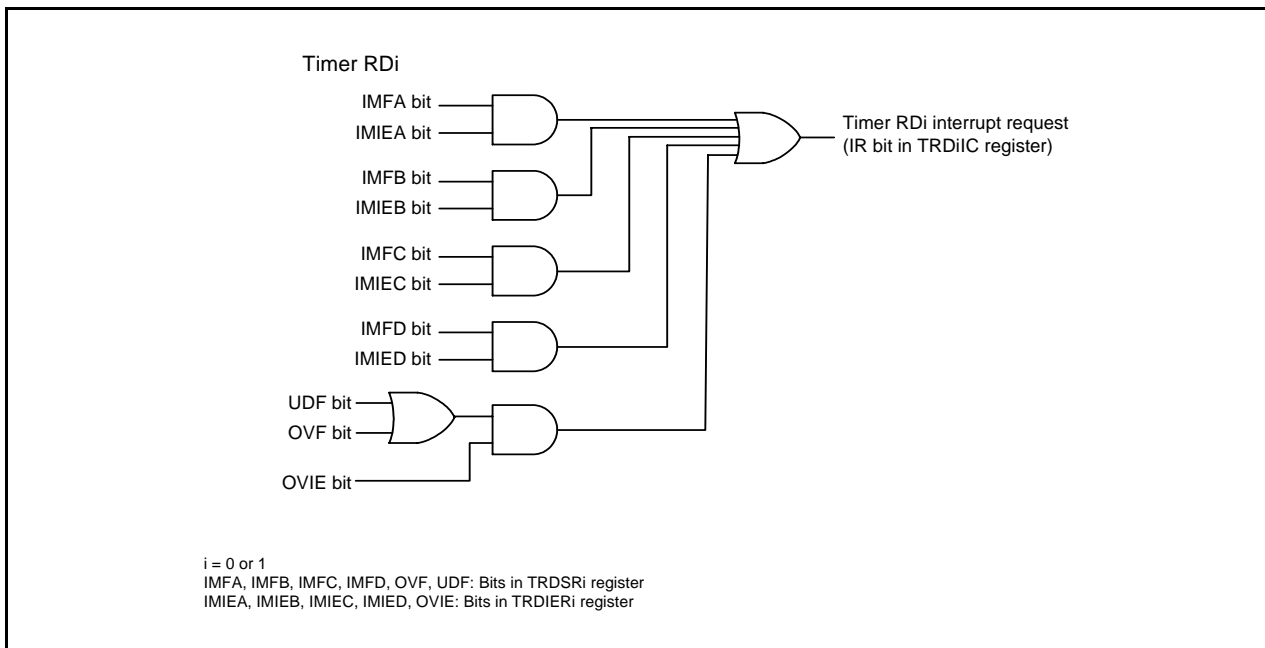 Timer RDi
IMFA bit
IMIEA bit
IMFB bit
IMIEB bit
IMFC bit
IMIEC bit
IMFD bit
IMIED bit
UDF bit
OVF bit
OVIE bit
Timer RDi interrupt request
(IR bit in TRDiIC register)
i = 0 or 1
IMFA, IMFB, IMFC, IMFD, OVF, UDF: Bits in TRDSRi register
IMIEA, IMIEB, IMIEC, IMIED, OVIE: Bits in TRDIERi register